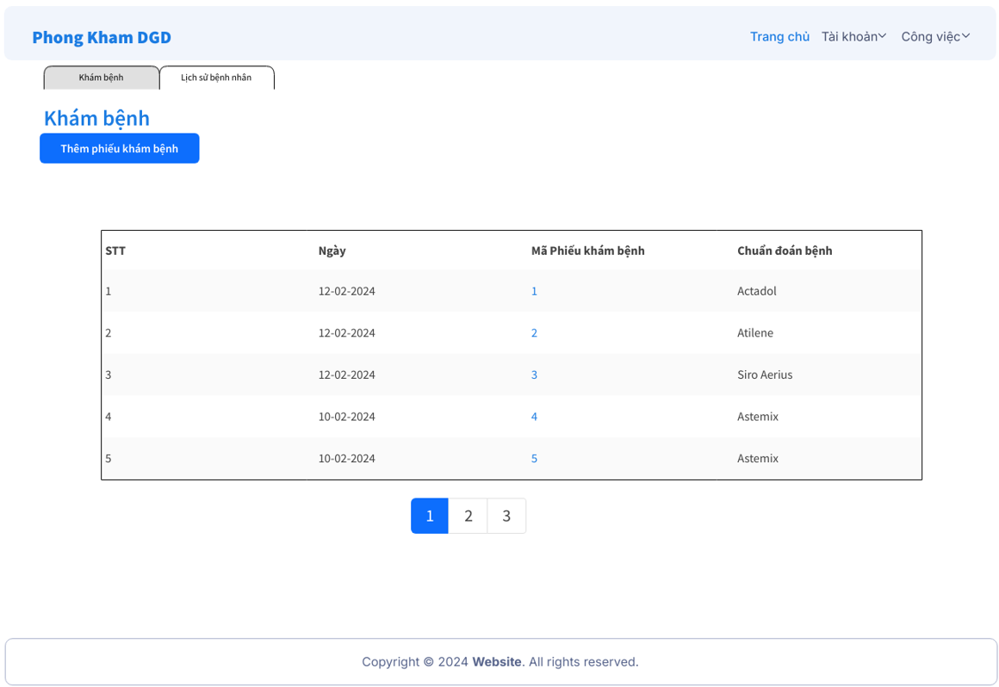 Phong Kham DGD
Trang chủ Tài khoản Công việc
Khám bệnh Lịch sử bệnh nhân
Khám bệnh
Thêm phiếu khám bệnh
STT Ngày Mã Phiếu khám bệnh Chuẩn đoán bệnh
1 12-02-2024 1 Actadol
2 12-02-2024 2 Atilene
3 12-02-2024 3 Siro Aerius
4 10-02-2024 4 Astemix
5 10-02-2024 5 Astemix
1 2 3
Copyright © 2024 Website. All rights reserved.